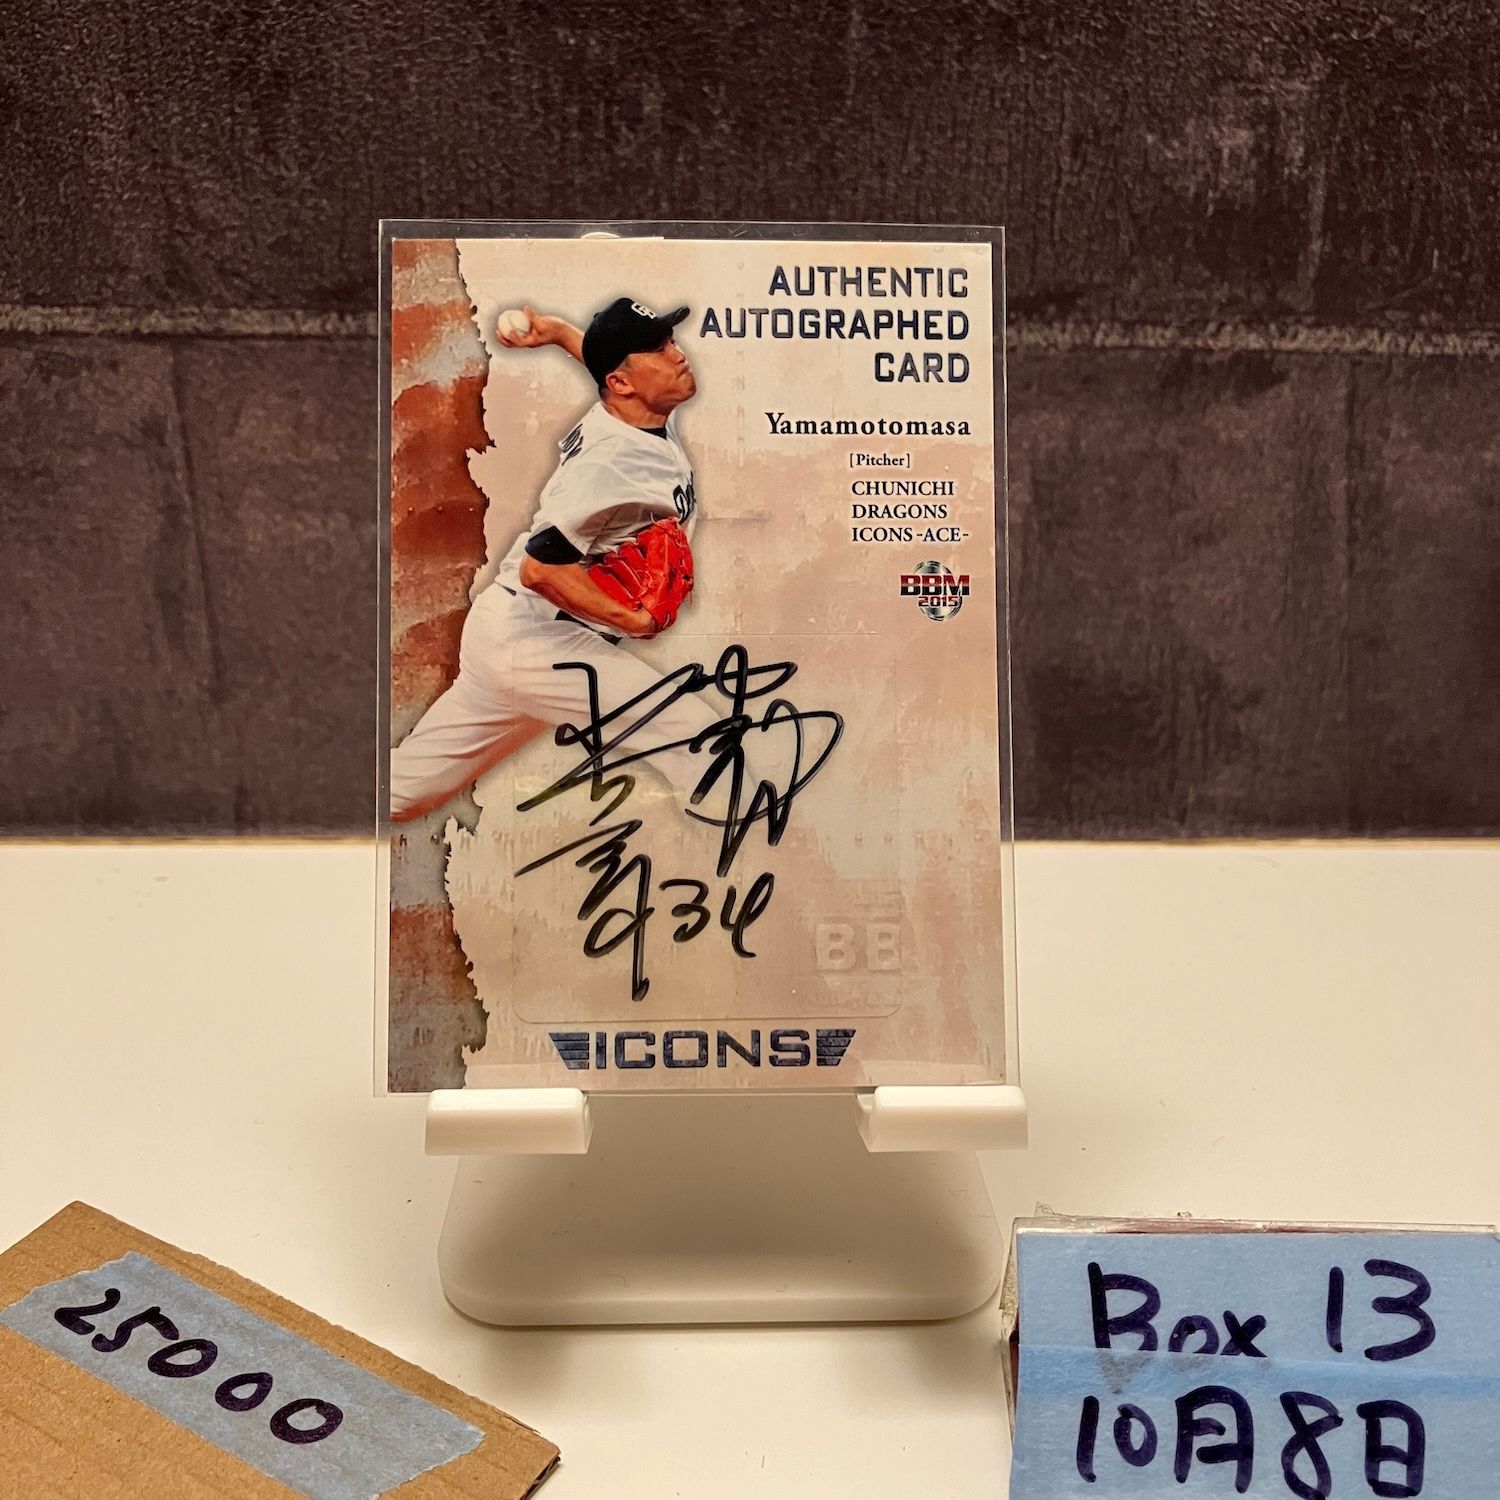 AUTHENTIC
AUTOGRAPHED
CARD
Yamamotomasa
[Pitcher]
CHUNICHI
DRAGONS
ICONS -ACE-
BBM
2015
34
BB
ICONS
25000
Box 13
10月8日